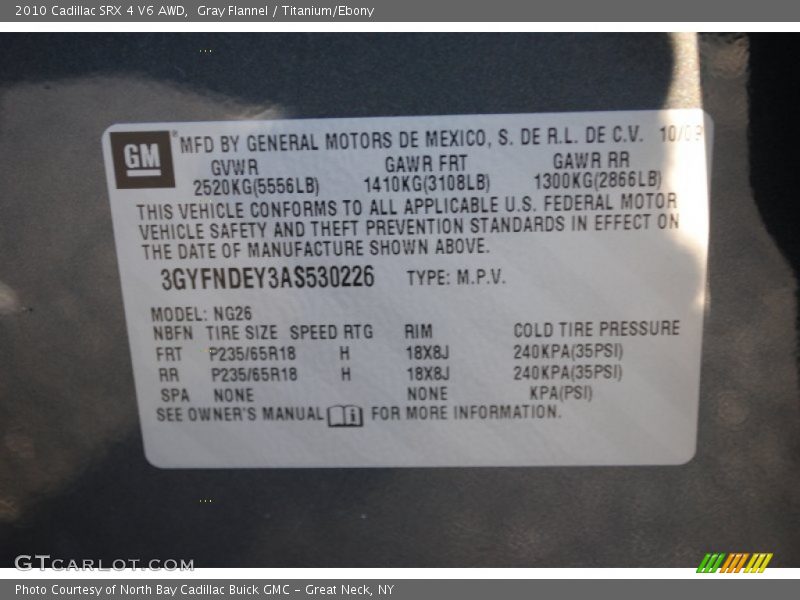 2010 Cadillac SRX 4 V6 AWD,  Gray Flannel / Titanium/Ebony
GM® MFD BY GENERAL MOTORS DE MEXICO, S. DE R.L. DE C.V. 10/09
GVWR GAWR FRT GAWR RR
2520KG(5556LB) 1410KG(3108LB) 1300KG(2866LB)
THIS VEHICLE CONFORMS TO ALL APPLICABLE U.S. FEDERAL MOTOR
VEHICLE SAFETY AND THEFT PREVENTION STANDARDS IN EFFECT ON
THE DATE OF MANUFACTURE SHOWN ABOVE.
3GYFNDEY3AS530226 TYPE: M.P.V.
MODEL: NG26
NBFN TIRE SIZE SPEED RTG RIM COLD TIRE PRESSURE
FRT P235/65R18 H 18X8J 240KPA(35PSI)
RR P235/65R18 H 18X8J 240KPA(35PSI)
SPA NONE NONE KPA(PSI)
SEE OWNER'S MANUAL FOR MORE INFORMATION.
GTCARLOT.COM
Photo Courtesy of North Bay Cadillac Buick GMC - Great Neck, NY